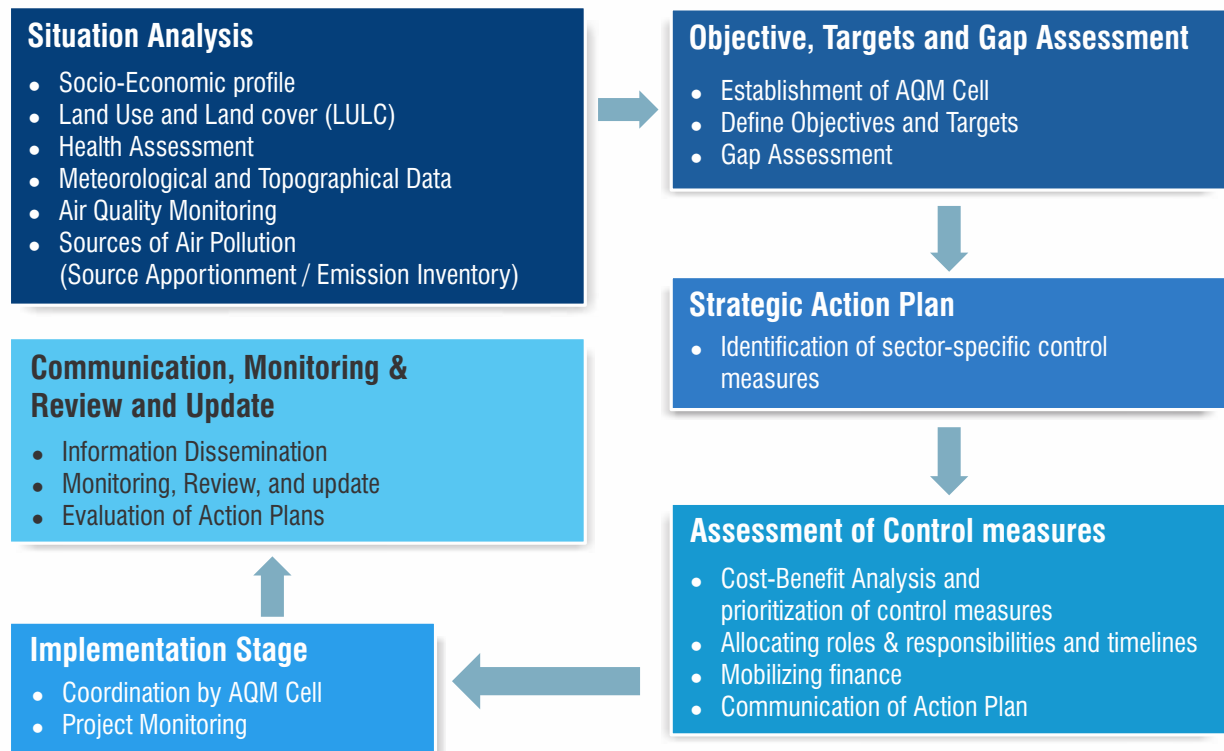 Situation Analysis
• Socio-Economic profile
• Land Use and Land cover (LULC)
• Health Assessment
• Meteorological and Topographical Data
• Air Quality Monitoring
• Sources of Air Pollution
(Source Apportionment / Emission Inventory)
Objective, Targets and Gap Assessment
• Establishment of AQM Cell
• Define Objectives and Targets
• Gap Assessment
Strategic Action Plan
• Identification of sector-specific control
measures
Assessment of Control measures
• Cost-Benefit Analysis and
prioritization of control measures
• Allocating roles & responsibilities and timelines
• Mobilizing finance
• Communication of Action Plan
Implementation Stage
• Coordination by AQM Cell
• Project Monitoring
Communication, Monitoring &
Review and Update
• Information Dissemination
• Monitoring, Review, and update
• Evaluation of Action Plans